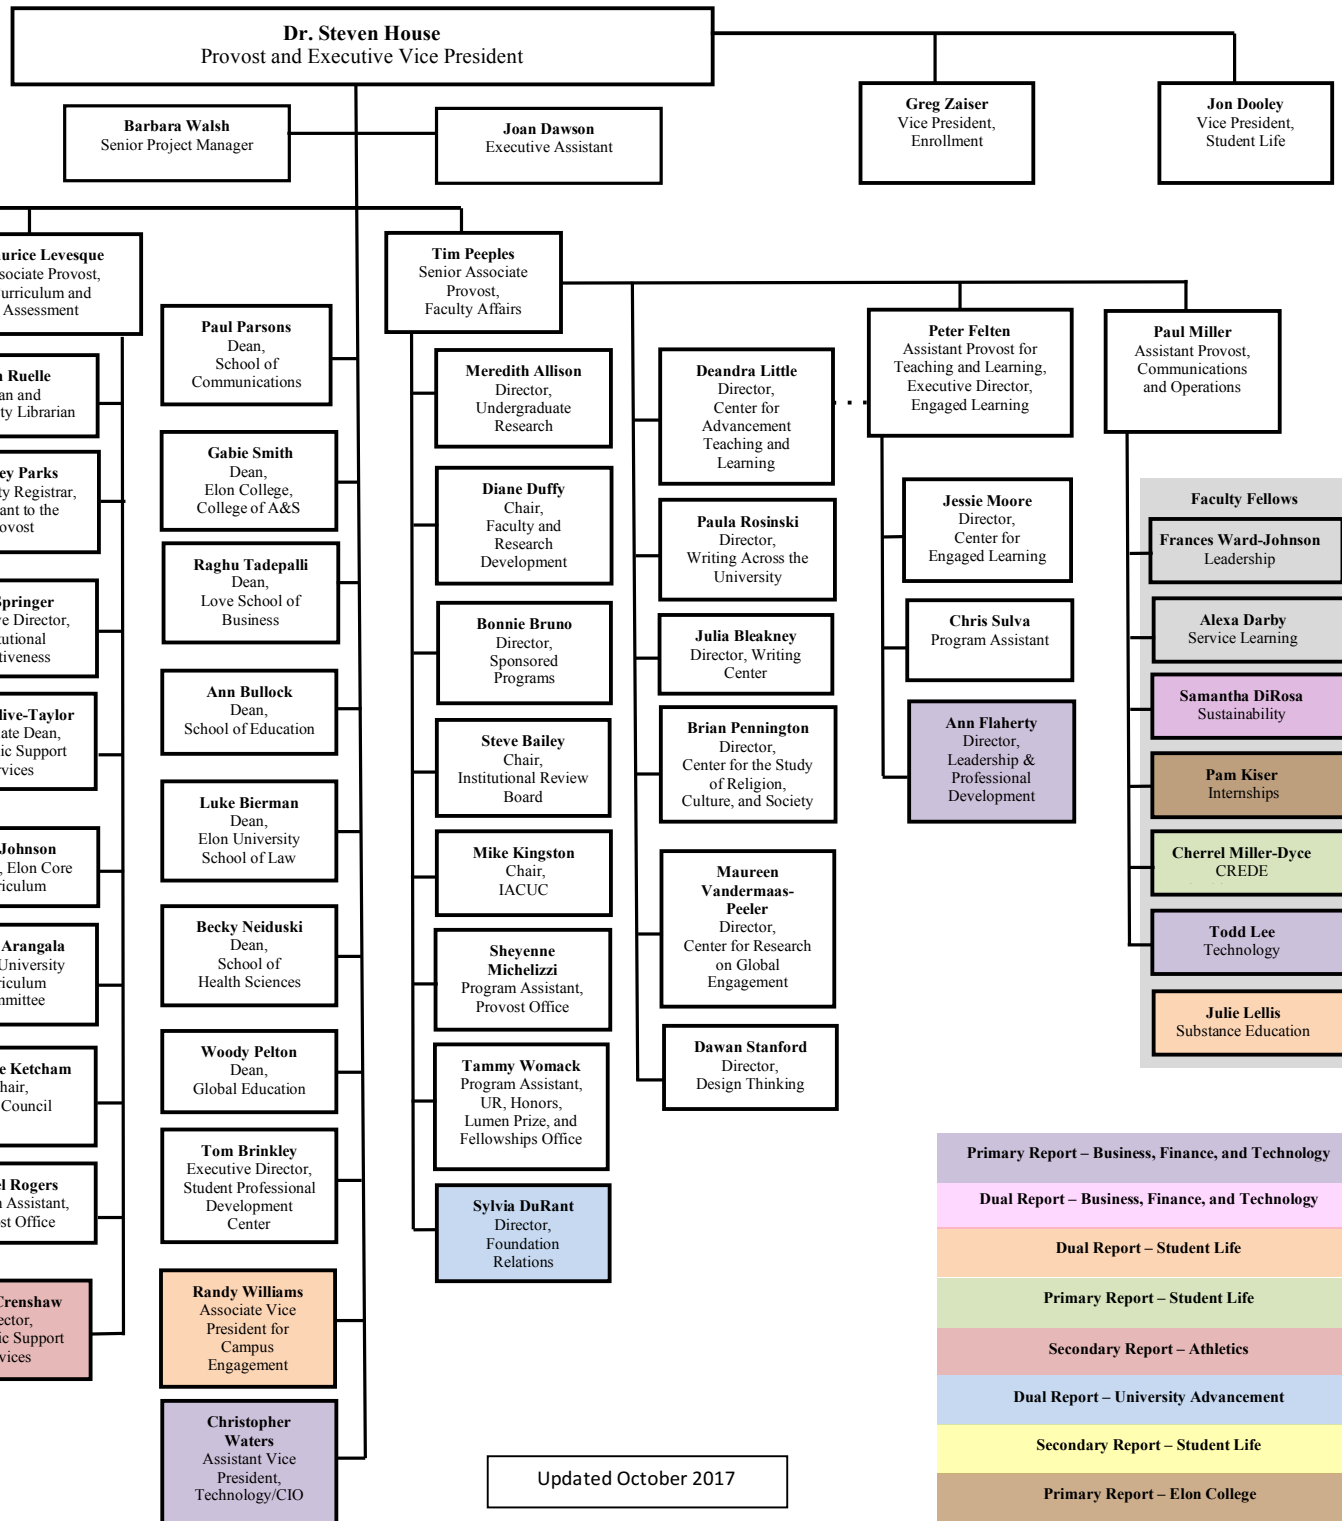 Dr. Steven House
Provost and Executive Vice President
Barbara Walsh
Senior Project Manager
Joan Dawson
Executive Assistant
Greg Zaiser
Vice President,
Enrollment
Jon Dooley
Vice President,
Student Life
urice Levesque
sociate Provost,
urriculum and
Assessment
Ruelle
an and
ty Librarian
ey Parks
ty Registrar,
ant to the
ovost
Springer
ve Director,
tutional
tiveness
live-Taylor
ate Dean,
ic Support
vices
Johnson
, Elon Core
riculum
Arangala
University
riculum
mmittee
e Ketcham
hair,
Council
el Rogers
n Assistant,
st Office
Crenshaw
ector,
ic Support
vices
Paul Parsons
Dean,
School of
Communications
Gabie Smith
Dean,
Elon College,
College of A&S
Raghu Tadepalli
Dean,
Love School of
Business
Ann Bullock
Dean,
School of Education
Luke Bierman
Dean,
Elon University
School of Law
Becky Neiduski
Dean,
School of
Health Sciences
Woody Pelton
Dean,
Global Education
Tom Brinkley
Executive Director,
Student Professional
Development
Center
Randy Williams
Associate Vice
President for
Campus
Engagement
Christopher
Waters
Assistant Vice
President,
Technology/CIO
Tim Peeples
Senior Associate
Provost,
Faculty Affairs
Meredith Allison
Director,
Undergraduate
Research
Diane Duffy
Chair,
Faculty and
Research
Development
Bonnie Bruno
Director,
Sponsored
Programs
Steve Bailey
Chair,
Institutional Review
Board
Mike Kingston
Chair,
IACUC
Sheyenne
Michelizzi
Program Assistant,
Provost Office
Tammy Womack
Program Assistant,
UR, Honors,
Lumen Prize, and
Fellowships Office
Sylvia DuRant
Director,
Foundation
Relations
Deandra Little
Director,
Center for
Advancement
Teaching and
Learning
Paula Rosinski
Director,
Writing Across the
University
Julia Bleakney
Director, Writing
Center
Brian Pennington
Director,
Center for the Study
of Religion,
Culture, and Society
Maureen
Vandermaas-
Peeler
Director,
Center for Research
on Global
Engagement
Dawan Stanford
Director,
Design Thinking
Peter Felten
Assistant Provost for
Teaching and Learning,
Executive Director,
Engaged Learning
Jessie Moore
Director,
Center for
Engaged Learning
Chris Sulva
Program Assistant
Ann Flaherty
Director,
Leadership &
Professional
Development
Paul Miller
Assistant Provost,
Communications
and Operations
Faculty Fellows
Frances Ward-Johnson
Leadership
Alexa Darby
Service Learning
Samantha DiRosa
Sustainability
Pam Kiser
Internships
Cherrel Miller-Dyce
CREDE
Todd Lee
Technology
Julie Lellis
Substance Education
Primary Report – Business, Finance, and Technology
Dual Report – Business, Finance, and Technology
Dual Report – Student Life
Primary Report – Student Life
Secondary Report – Athletics
Dual Report – University Advancement
Secondary Report – Student Life
Primary Report – Elon College
Updated October 2017